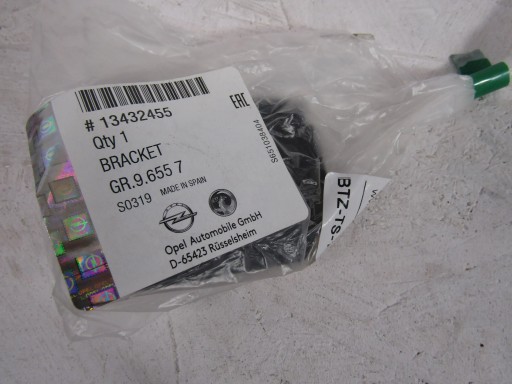 # 13432455
Qty 1
BRACKET
GR.9.655 7
S0319 MADE IN SPAIN
Opel Automobile GmbH
D-65423 Rüsselsheim
EAC
S651038404
BTZ-TS